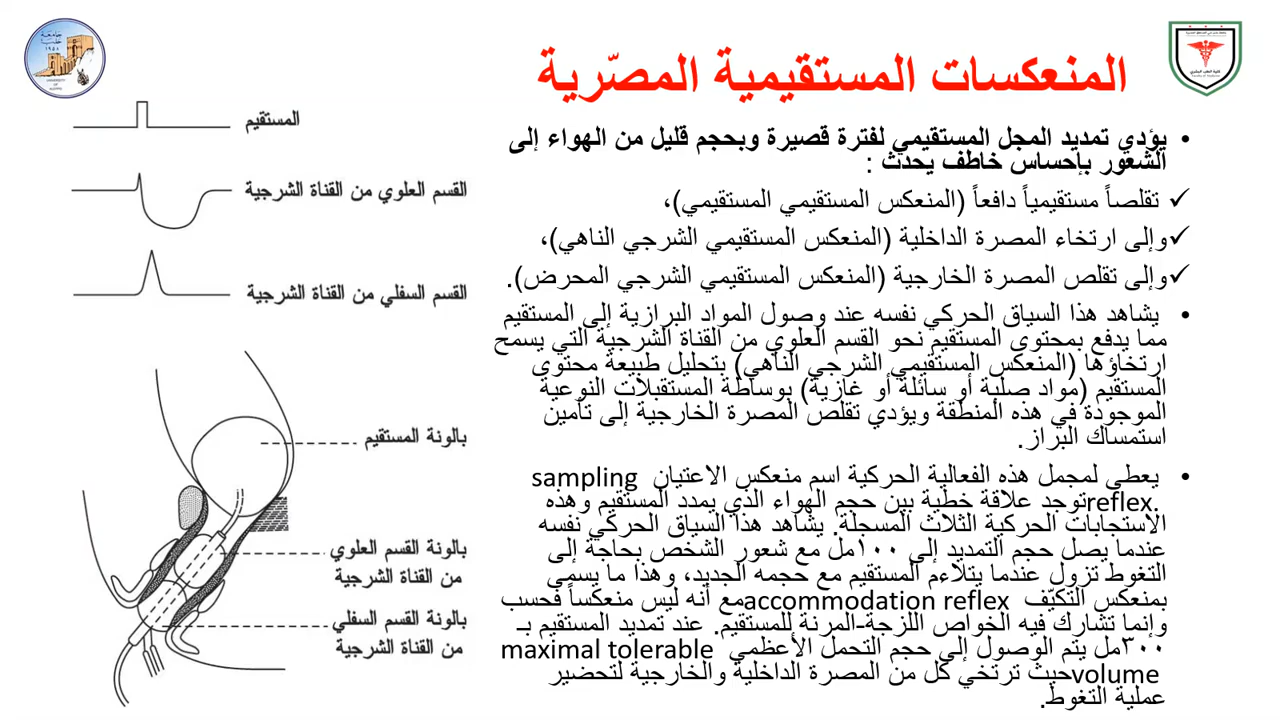 المنعكسات المستقيمية المصّرية
• يؤدي تمديد المجل المستقيمي لفترة قصيرة وبحجم قليل من الهواء إلى
الشعور بإحساس خاطف يحدث :
✓ تقلصاً مستقيمياً دافعاً (المنعكس المستقيمي المستقيمي)،
✓وإلى ارتخاء المصرة الداخلية (المنعكس المستقيمي الشرجي الناهي)،
✓وإلى تقلص المصرة الخارجية (المنعكس المستقيمي الشرجي المحرض).
• يشاهد هذا السياق الحركي نفسه عند وصول المواد البرازية إلى المستقيم
مما يدفع بمحتوى المستقيم نحو القسم العلوي من القناة الشرجية التي يسمح
ارتخاؤها (المنعكس المستقيمي الشرجي الناهي) بتحليل طبيعة محتوى
المستقيم (مواد صلبة أو سائلة أو غازية) بوساطة المستقبلات النوعية
الموجودة في هذه المنطقة ويؤدي تقلص المصرة الخارجية إلى تأمين
استمساك البراز.
• يعطى لمجمل هذه الفعالية الحركية اسم منعكس الاعتيان sampling
reflex.توجد علاقة خطية بين حجم الهواء الذي يمدد المستقيم وهذه
الاستجابات الحركية الثلاث المسجلة. يشاهد هذا السياق الحركي نفسه
عندما يصل حجم التمديد إلى ١٠٠مل مع شعور الشخص بحاجة إلى
التغوط تزول عندما يتلاءم المستقيم مع حجمه الجديد، وهذا ما يسمى
بمنعكس التكيف accommodation reflexمع أنه ليس منعكساً فحسب
وإنما تشارك فيه الخواص اللزجة-المرنة للمستقيم. عند تمديد المستقيم بـ
٣٠٠مل يتم الوصول إلى حجم التحمل الأعظمي maximal tolerable
volumeحيث ترتخي كل من المصرة الداخلية والخارجية لتحضير
عملية التغوط.
المستقيم
القسم العلوي من القناة الشرجية
القسم السفلي من القناة الشرجية
بالونة المستقيم
بالونة القسم العلوي
من القناة الشرجية
بالونة القسم السفلي
من القناة الشرجية